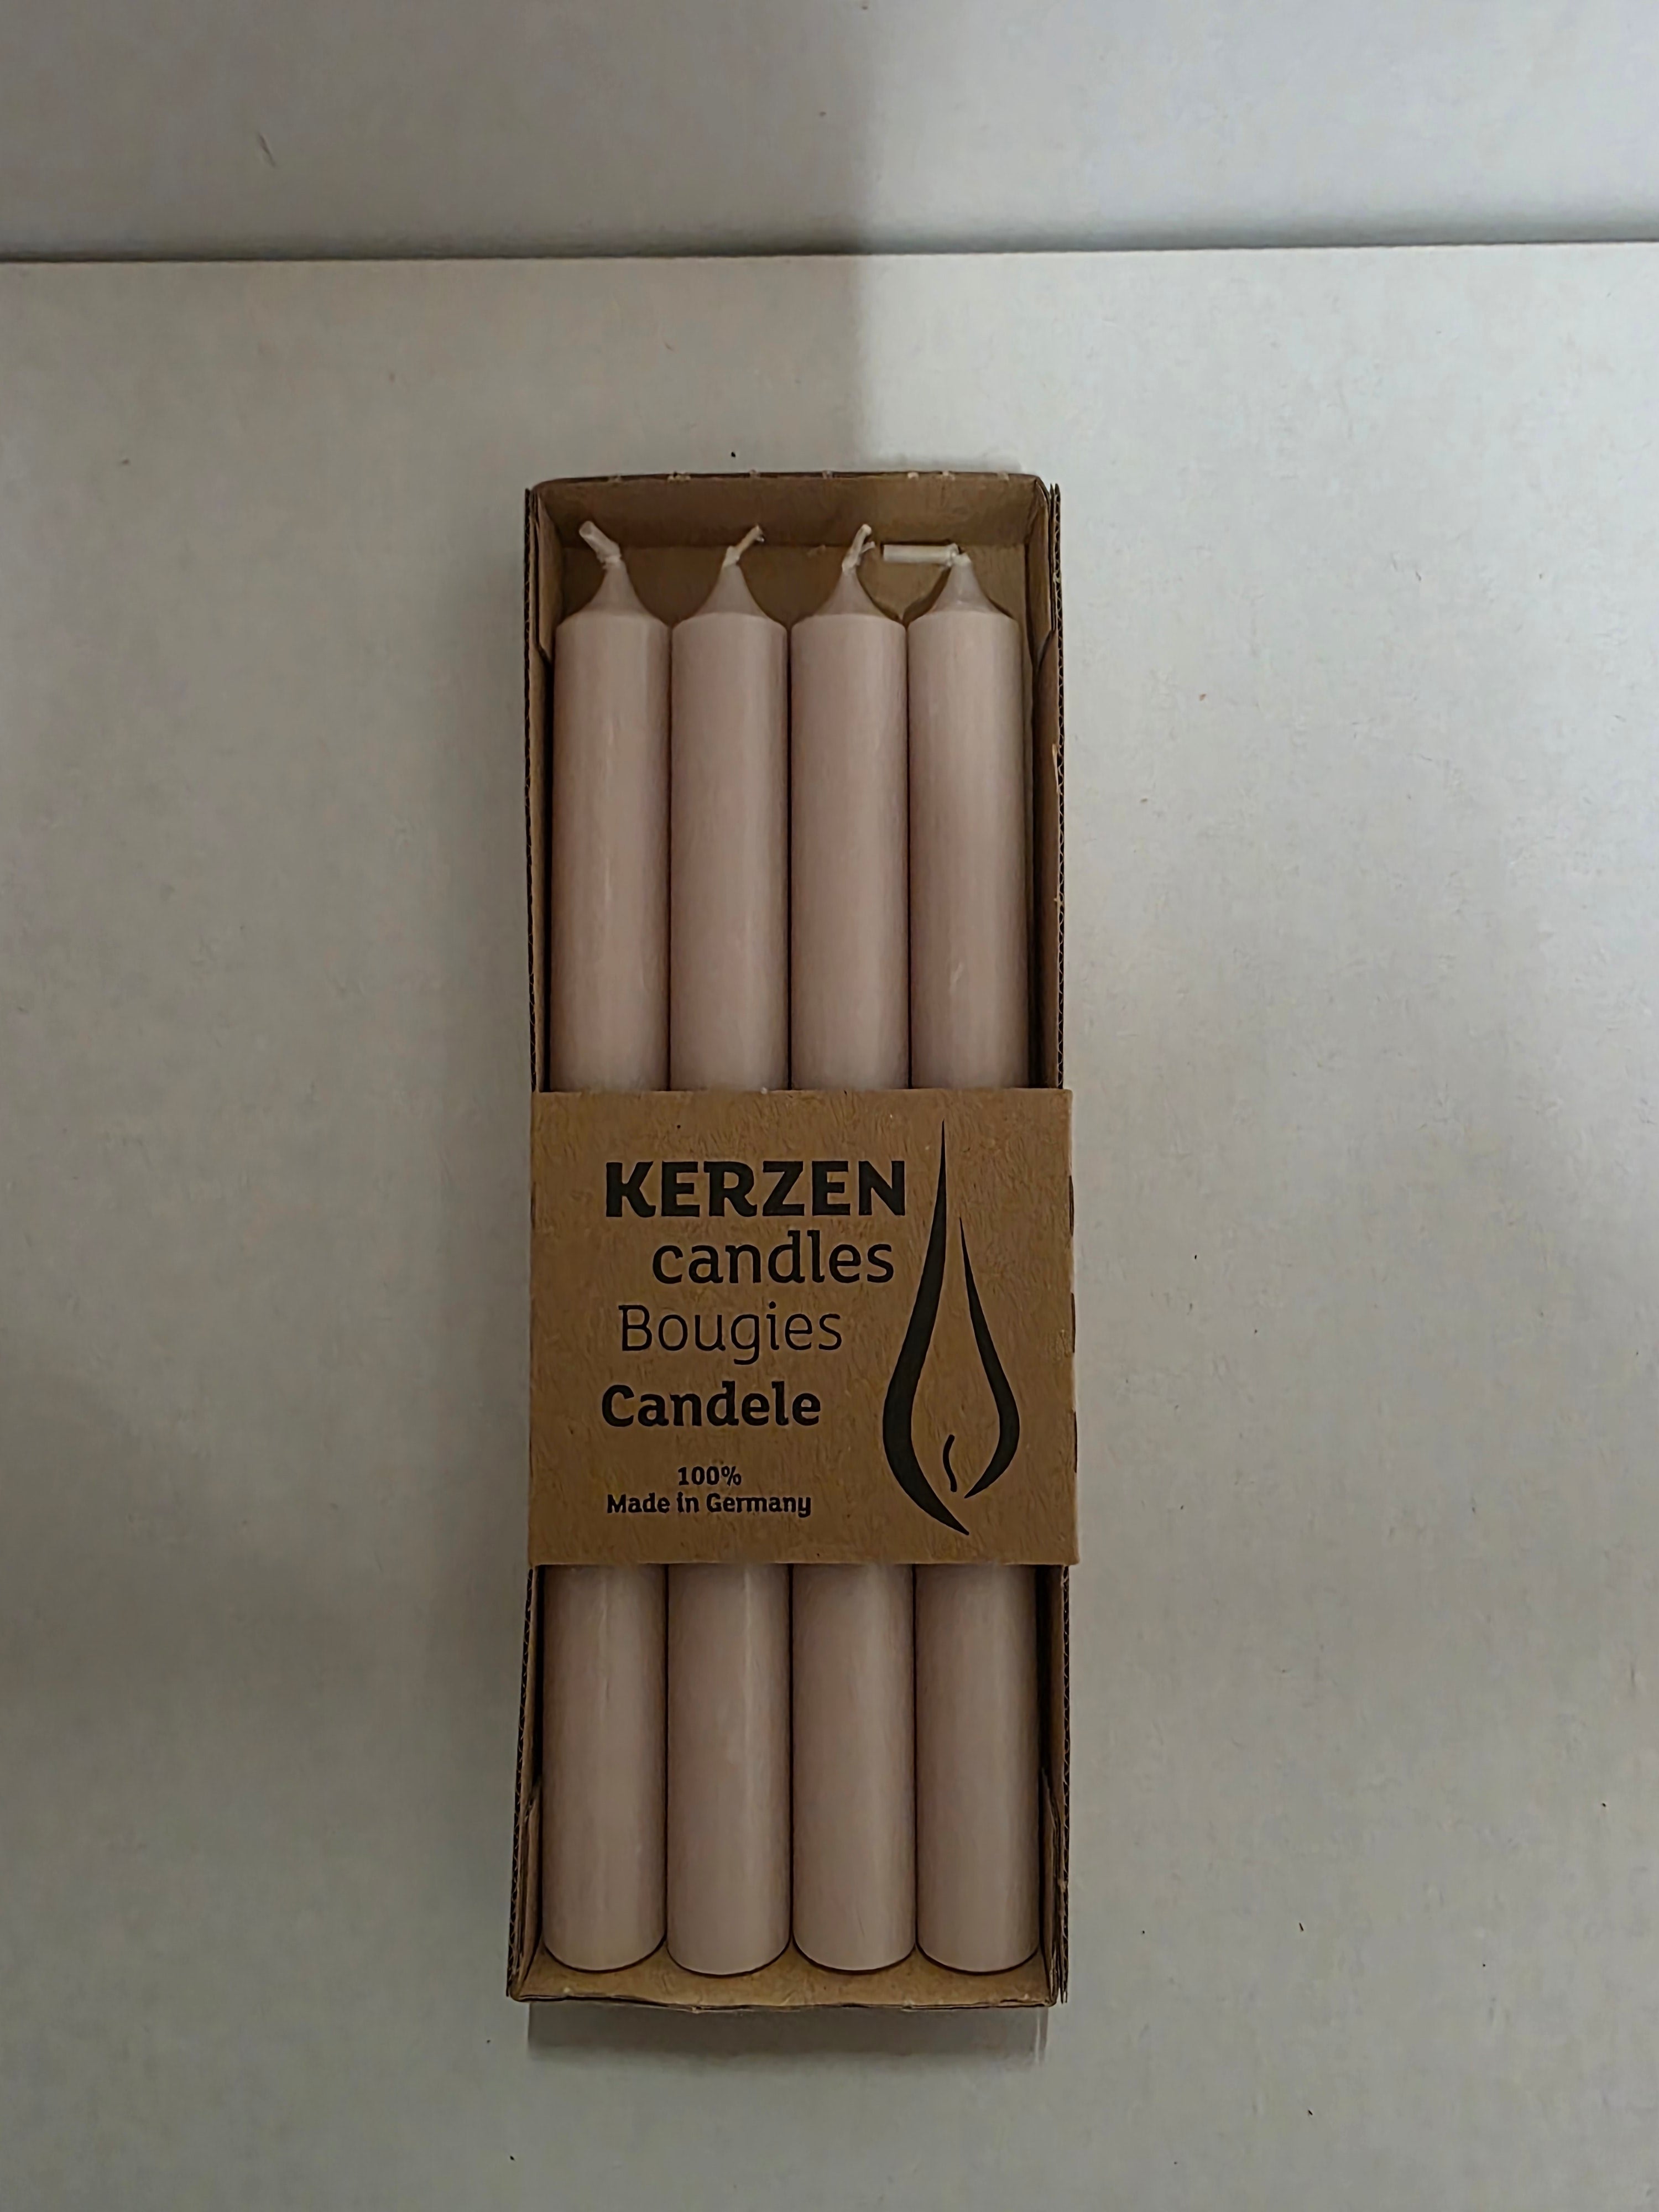 KERZEN
candles
Bougies
Candele
100%
Made in Germany